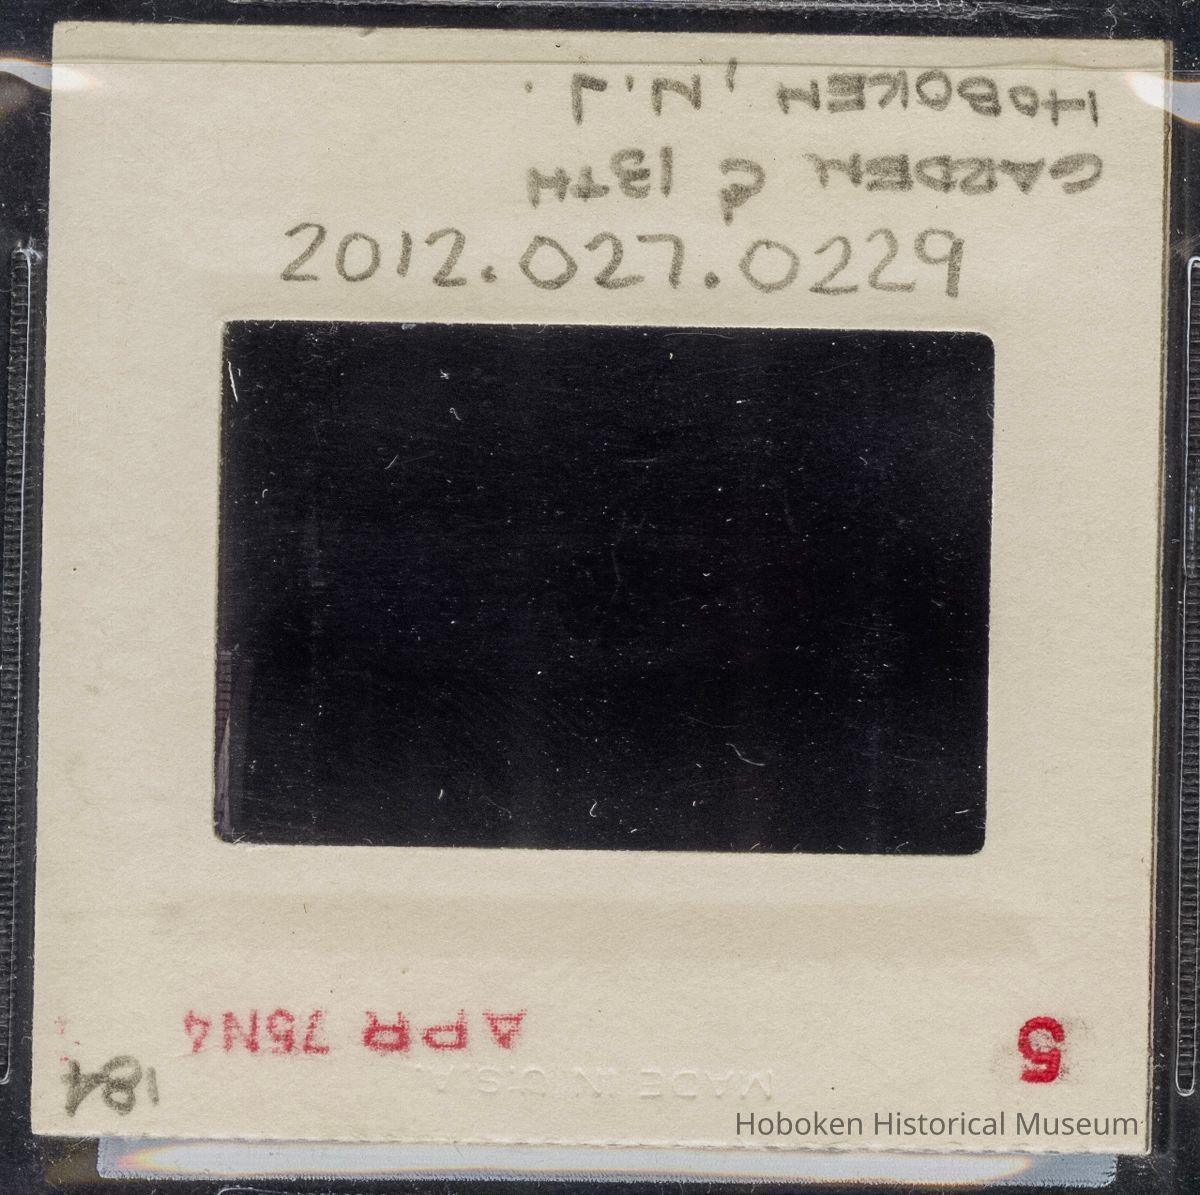 HOBOKEN, N.J.
GARDEN & 13TH
2012.027.0229
APR 75N4
5
184
MADE IN U.S.A.
Hoboken Historical Museum